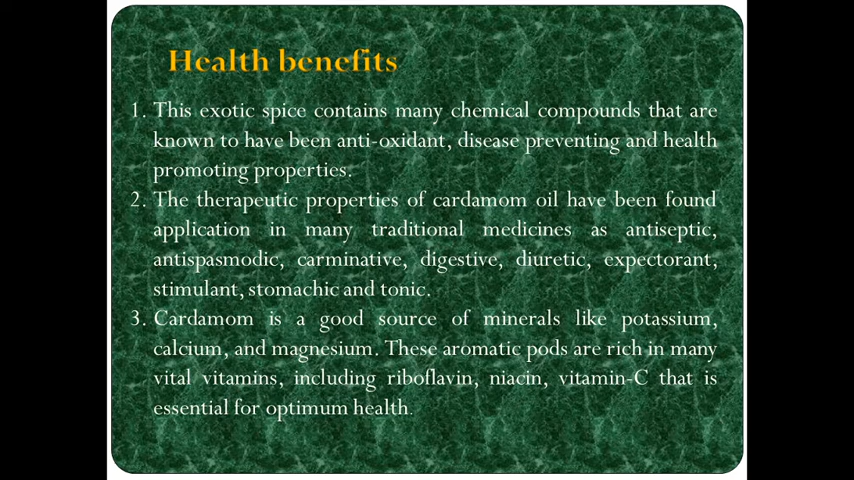 Health benefits
1. This exotic spice contains many chemical compounds that are
known to have been anti-oxidant, disease preventing and health
promoting properties.
2. The therapeutic properties of cardamom oil have been found
application in many traditional medicines as antiseptic,
antispasmodic, carminative, digestive, diuretic, expectorant,
stimulant, stomachic and tonic.
3. Cardamom is a good source of minerals like potassium,
calcium, and magnesium. These aromatic pods are rich in many
vital vitamins, including riboflavin, niacin, vitamin-C that is
essential for optimum health.